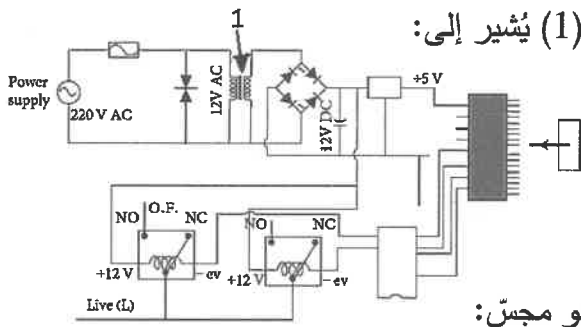 (1) يُشير إلى:
1
Power supply
220 V AC
12V AC
12V DC
+5 V
NO
O.F.
NC
NO
NC
+12 V
- ev
+12 V
- ev
Live (L)
و مجسّ: